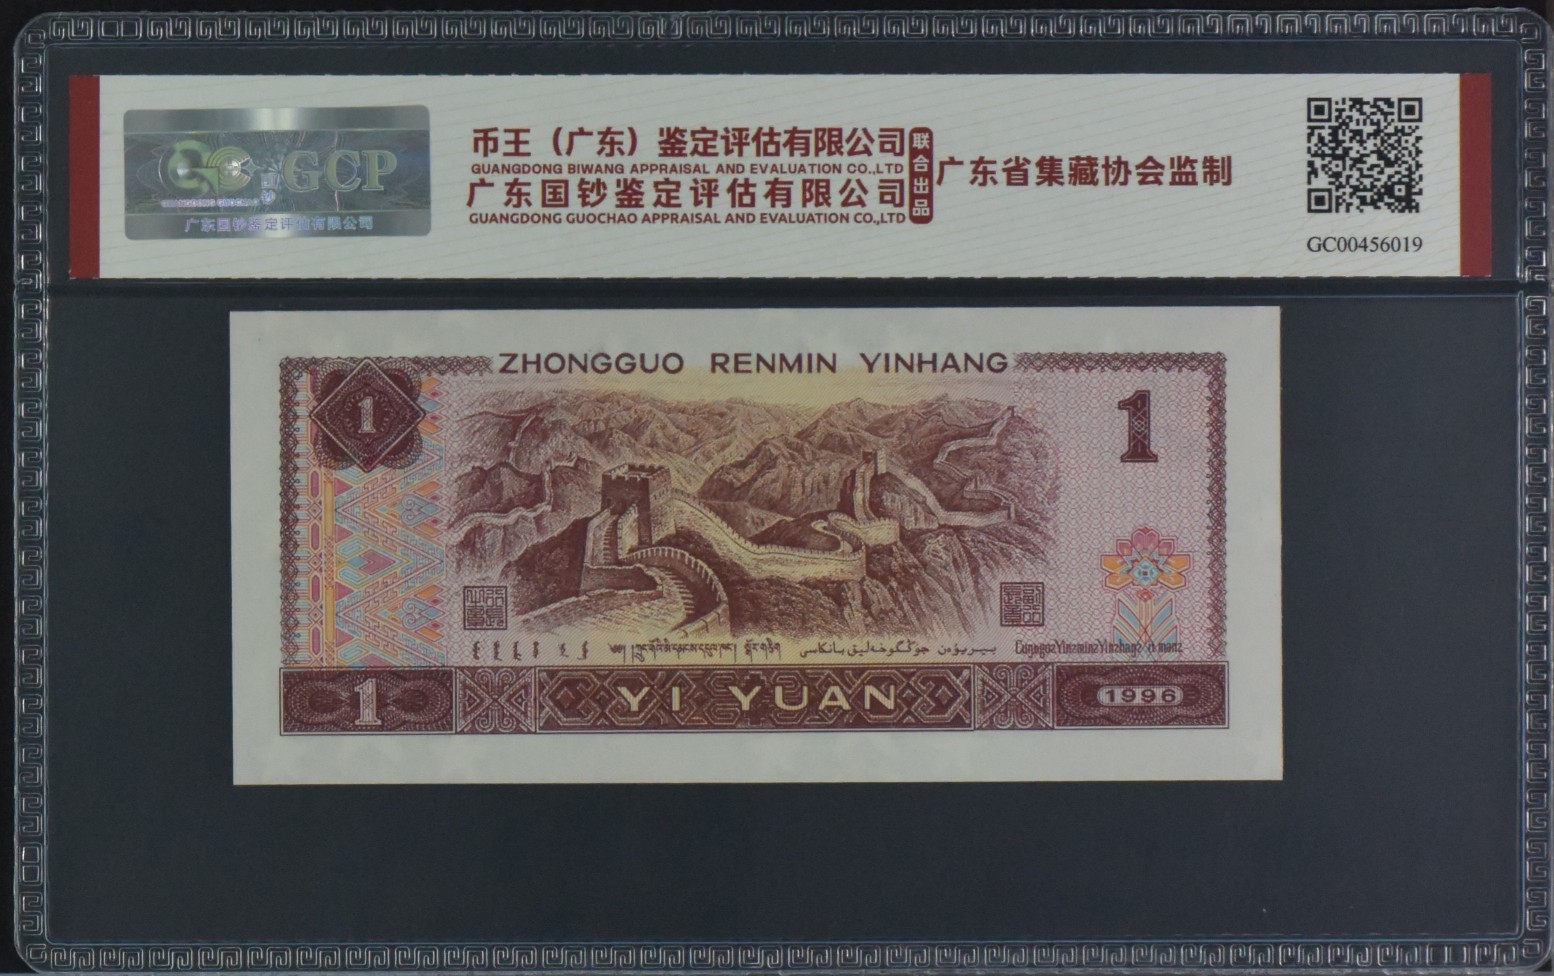 GCP
GUANGDONG GUOCHAO
广东国钞鉴定评估有限公司
币王（广东）鉴定评估有限公司
GUANGDONG BIWANG APPRAISAL AND EVALUATION CO.,LTD
广东国钞鉴定评估有限公司
GUANGDONG GUOCHAO APPRAISAL AND EVALUATION CO.,LTD
联合出品
广东省集藏协会监制
GC00456019
ZHONGGUO RENMIN YINHANG
1
1
YI YUAN
1
1996